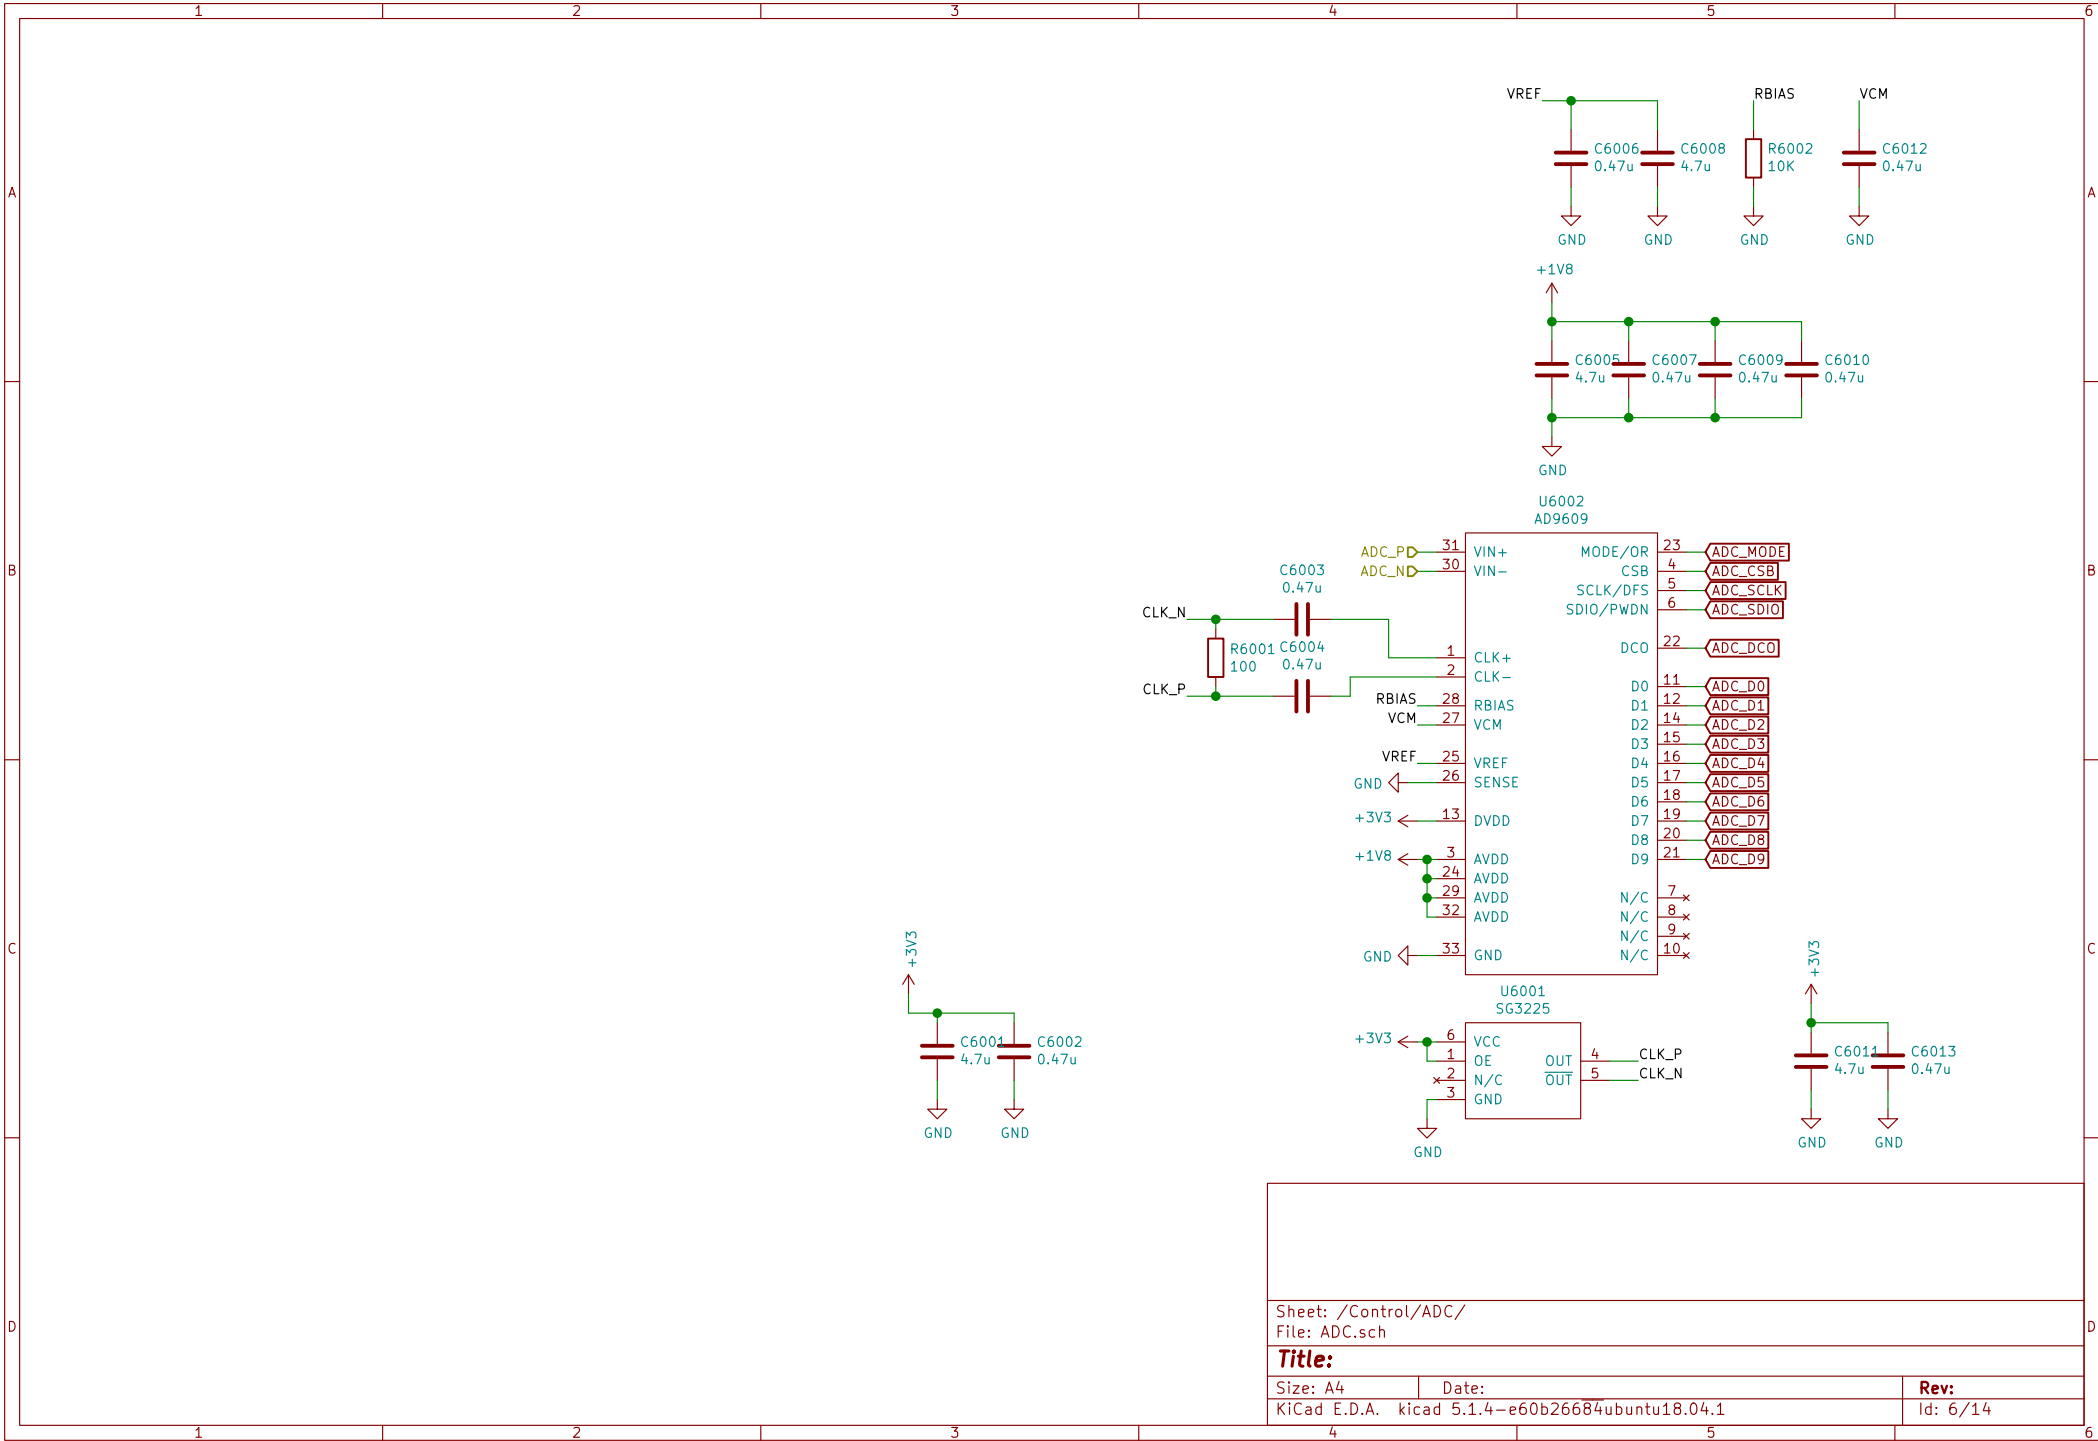 1 2 3 4 5 6
VREF
RBIAS
VCM
C6006
0.47u
C6008
4.7u
R6002
10K
C6012
0.47u
A
A
GND
GND
GND
GND
+1V8
C6005
4.7u
C6007
0.47u
C6009
0.47u
C6010
0.47u
GND
U6002
AD9609
ADC_P 31 VIN+
ADC_N 30 VIN-
MODE/OR 23 ADC_MODE
CSB 4 ADC_CSB
SCLK/DFS 5 ADC_SCLK
SDIO/PWDN 6 ADC_SDIO
DCO 22 ADC_DCO
B
B
C6003
0.47u
CLK_N
R6001
100
C6004
0.47u
CLK_P
1 CLK+
2 CLK-
RBIAS 28 RBIAS
VCM 27 VCM
VREF 25 VREF
GND 26 SENSE
+3V3 13 DVDD
+1V8 3 AVDD
24 AVDD
29 AVDD
32 AVDD
GND 33 GND
D0 11 ADC_D0
D1 12 ADC_D1
D2 14 ADC_D2
D3 15 ADC_D3
D4 16 ADC_D4
D5 17 ADC_D5
D6 18 ADC_D6
D7 19 ADC_D7
D8 20 ADC_D8
D9 21 ADC_D9
N/C 7
N/C 8
N/C 9
N/C 10
C
C
+3V3
C6001
4.7u
C6002
0.47u
GND
GND
U6001
SG3225
+3V3 6 VCC
1 OE
2 N/C
3 GND
OUT 4 CLK_P
OUT 5 CLK_N
GND
+3V3
C6011
4.7u
C6013
0.47u
GND
GND
D
D
Sheet: /Control/ADC/
File: ADC.sch
Title:
Size: A4 Date: Rev:
KiCad E.D.A. kicad 5.1.4-e60b26684ubuntu18.04.1 Id: 6/14
1 2 3 4 5 6